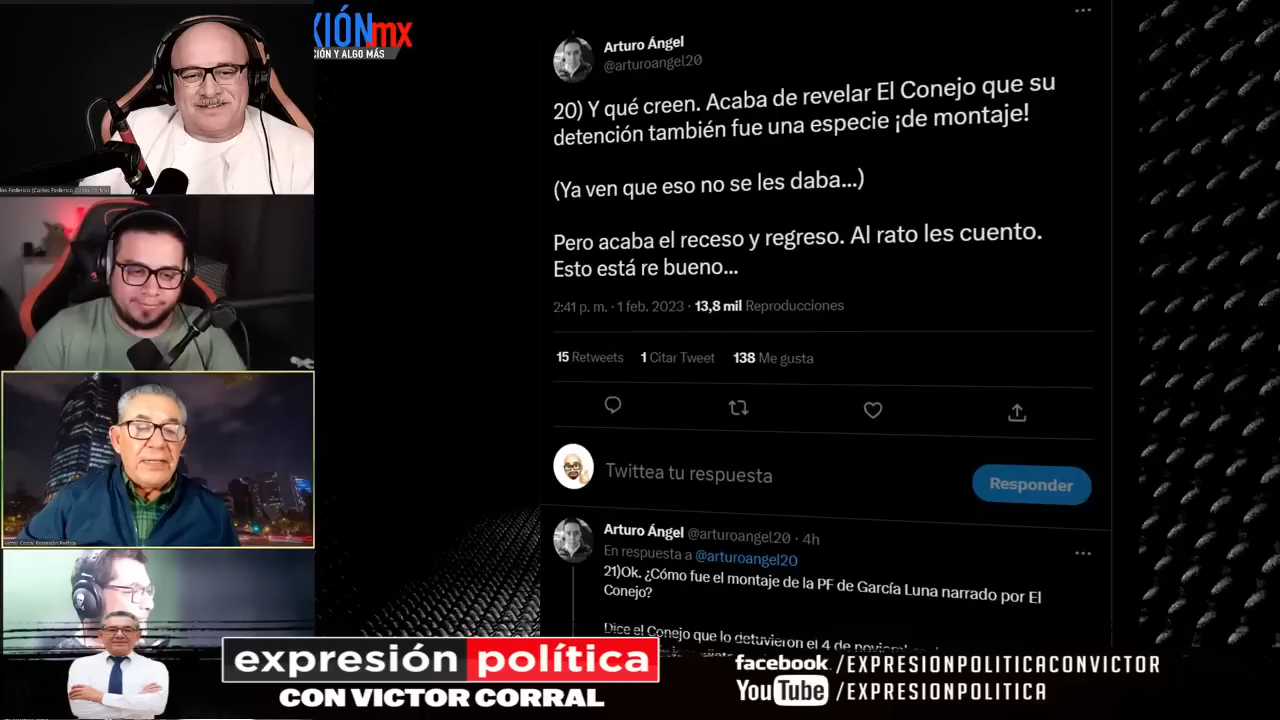 XIÓNmx
CIÓN Y ALGO MÁS
Arturo Ángel
@arturoangel20
20) Y qué creen. Acaba de revelar El Conejo que su
detención también fue una especie ¡de montaje!
(Ya ven que eso no se les daba...)
Pero acaba el receso y regreso. Al rato les cuento.
Esto está re bueno...
2:41 p. m. · 1 feb. 2023 · 13,8 mil Reproducciones
15 Retweets 1 Citar Tweet 138 Me gusta
Twittea tu respuesta
Responder
Arturo Ángel @arturoangel20 · 4h
En respuesta a @arturoangel20
21)Ok. ¿Cómo fue el montaje de la PF de García Luna narrado por El
Conejo?
Dice el Conejo que lo detuvieron el 4 de
expresión política
CON VICTOR CORRAL
facebook /EXPRESIONPOLITICACONVICTOR
YouTube /EXPRESIONPOLITICA